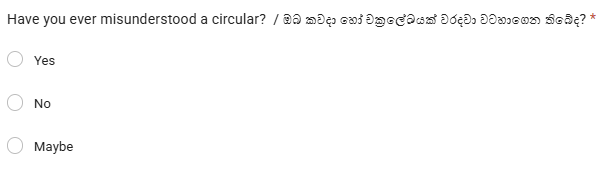 Have you ever misunderstood a circular? / ඔබ කවදා හෝ චක්‍රලේඛයක් වරදවා වටහාගෙන තිබේද? *
Yes
No
Maybe